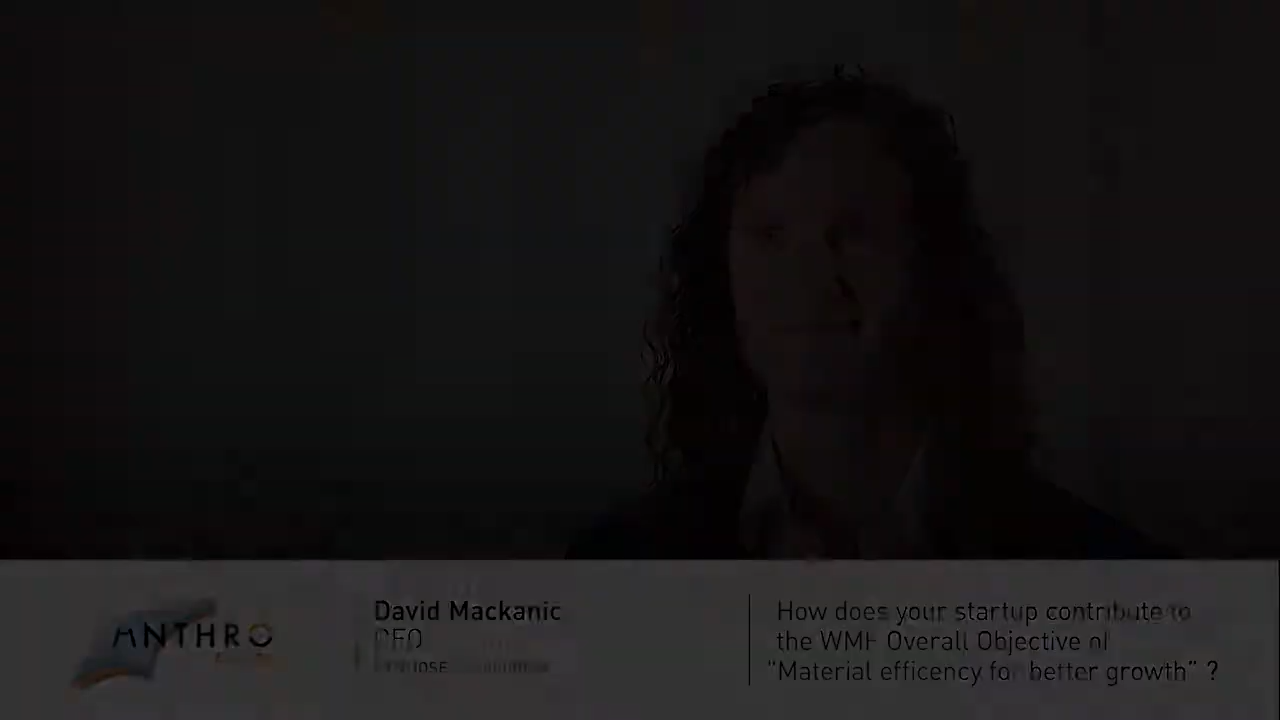 ANTHRO
David Mackanic
CEO
How does your startup contribute to
the WMF Overall Objective of
"Material efficency for better growth" ?